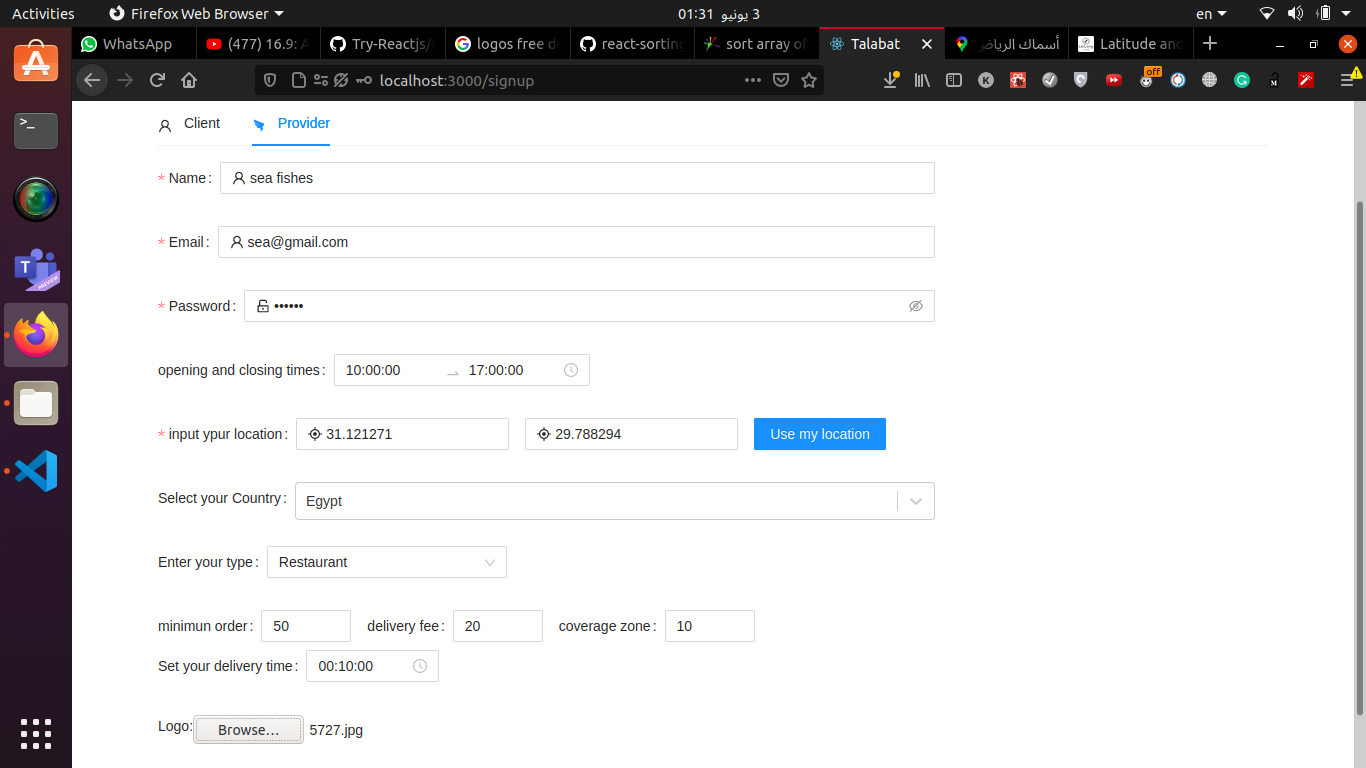 Activities
Firefox Web Browser
01:31 يونيو 3
en
WhatsApp
(477) 16.9: A
Try-Reactjs/
logos free d
react-sorting
sort array of
Talabat
أسماك الرياض
Latitude and
localhost:3000/signup
off
Client
Provider
* Name:
sea fishes
* Email:
sea@gmail.com
* Password:
••••••
opening and closing times:
10:00:00
17:00:00
* input ypur location:
31.121271
29.788294
Use my location
Select your Country:
Egypt
Enter your type:
Restaurant
minimun order:
50
delivery fee:
20
coverage zone:
10
Set your delivery time:
00:10:00
Logo:
Browse...
5727.jpg